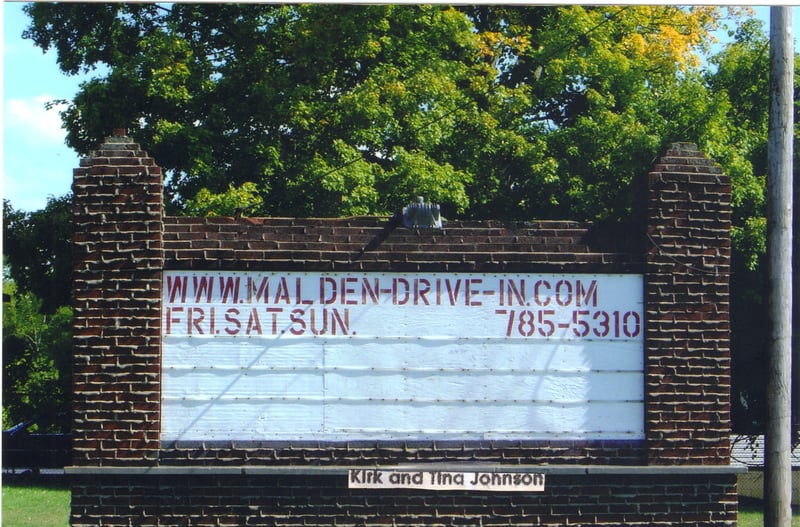 WWW.MALDEN-DRIVE-IN.COM
FRI.SAT.SUN. 785-5310
Kirk and Tina Johnson